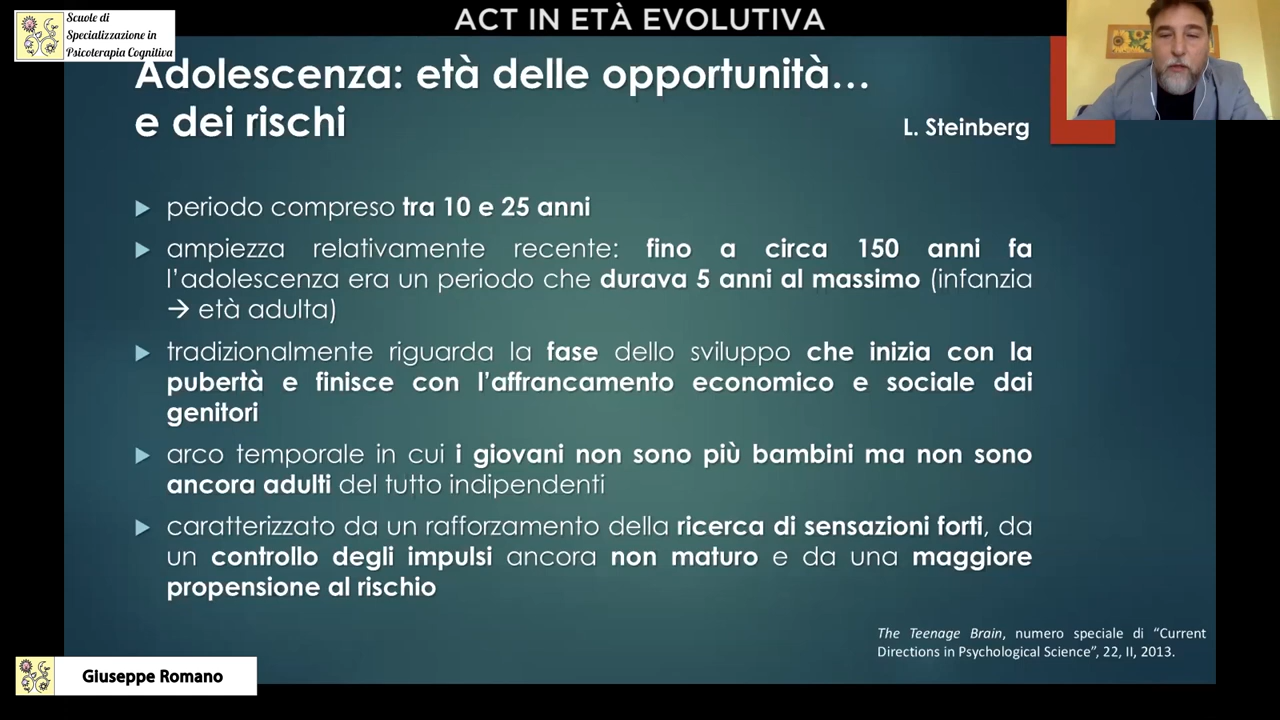 ACT IN ETÀ EVOLUTIVA
Scuole di
Specializzazione in
Psicoterapia Cognitiva
Adolescenza: età delle opportunità...
e dei rischi
L. Steinberg
periodo compreso tra 10 e 25 anni
ampiezza relativamente recente: fino a circa 150 anni fa
l'adolescenza era un periodo che durava 5 anni al massimo (infanzia
→ età adulta)
tradizionalmente riguarda la fase dello sviluppo che inizia con la
pubertà e finisce con l'affrancamento economico e sociale dai
genitori
arco temporale in cui i giovani non sono più bambini ma non sono
ancora adulti del tutto indipendenti
caratterizzato da un rafforzamento della ricerca di sensazioni forti, da
un controllo degli impulsi ancora non maturo e da una maggiore
propensione al rischio
The Teenage Brain, numero speciale di “Current
Directions in Psychological Science”, 22, II, 2013.
Giuseppe Romano